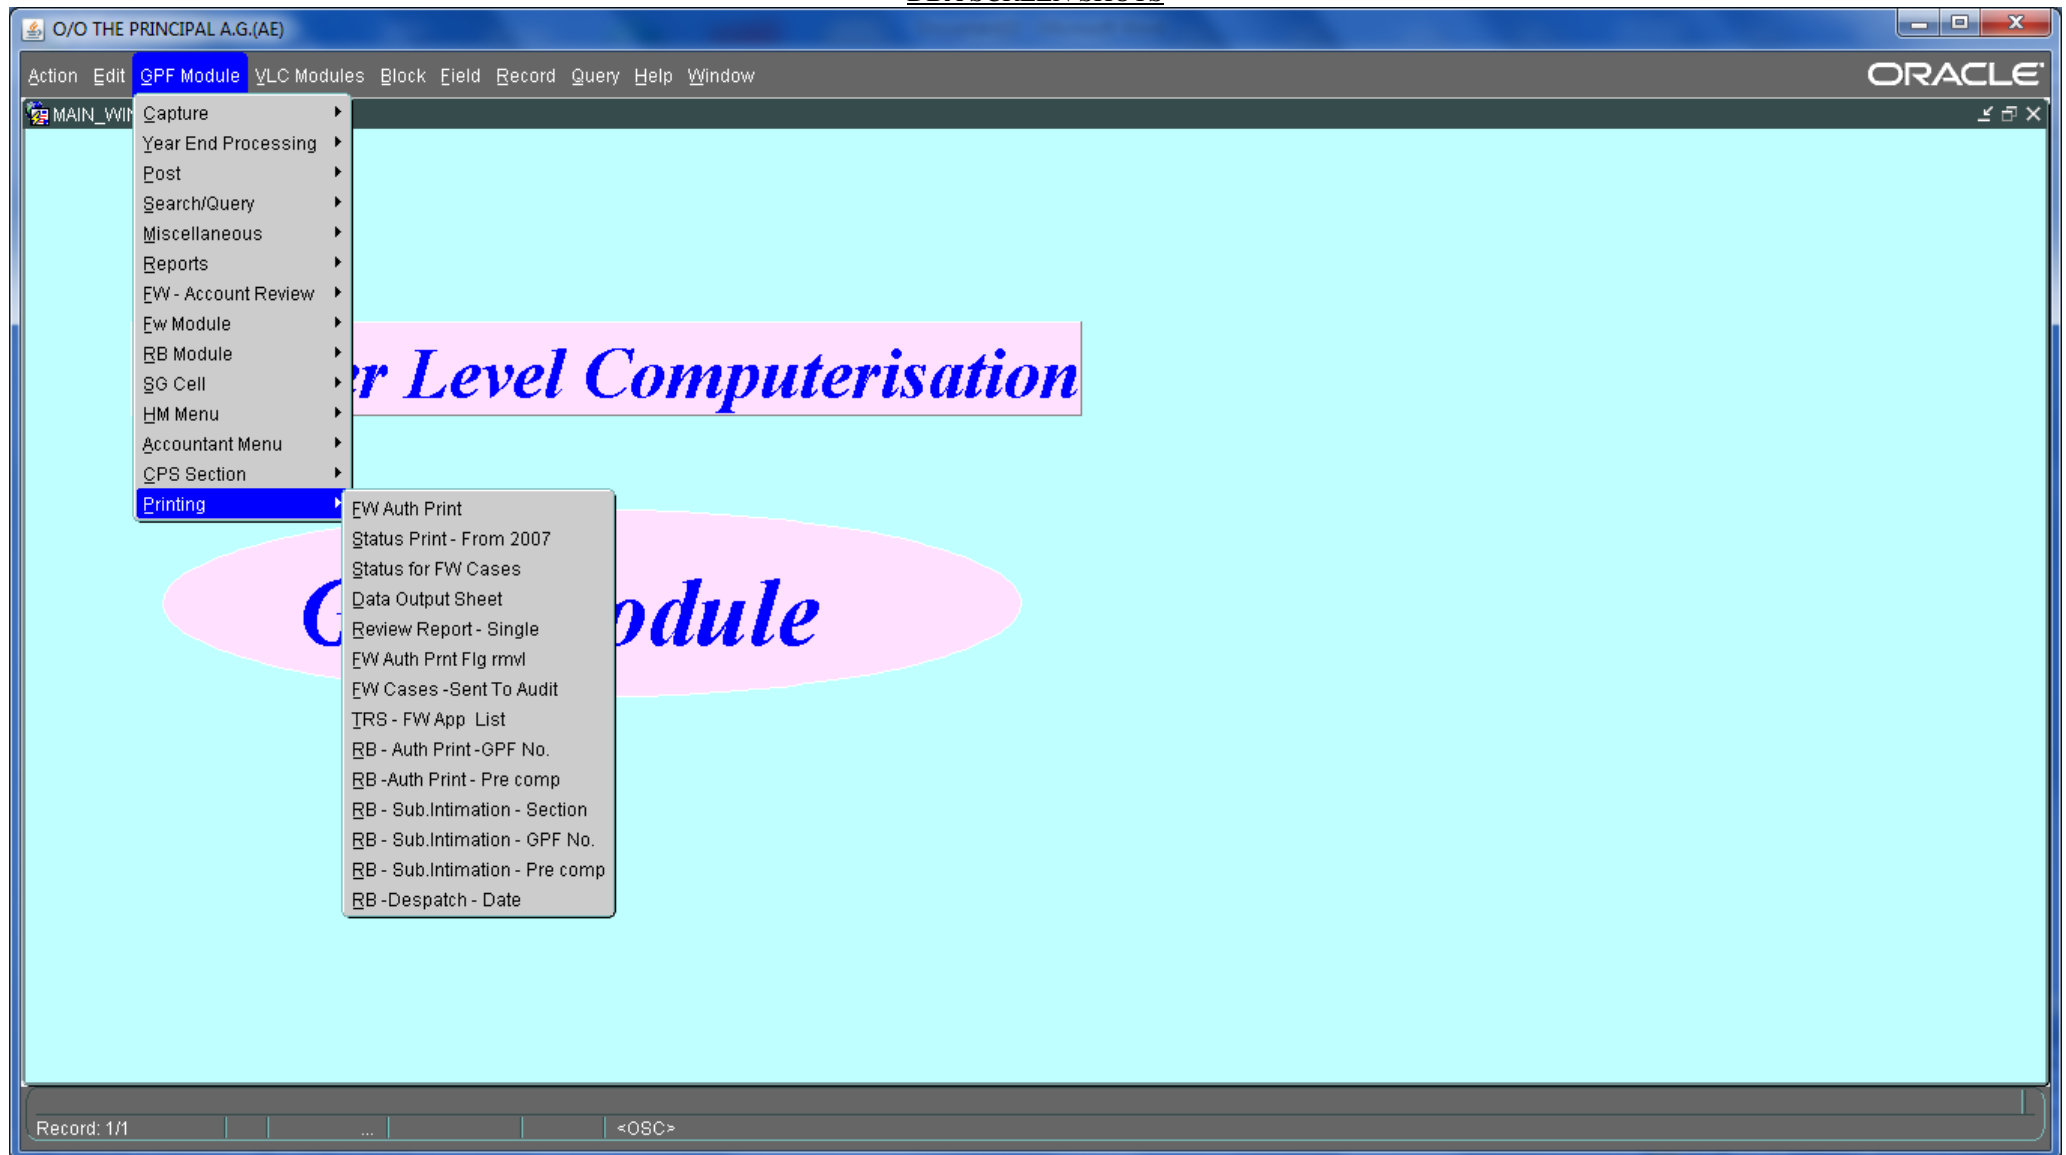 O/O THE PRINCIPAL A.G.(AE)
Action Edit GPF Module VLC Modules Block Field Record Query Help Window
ORACLE
MAIN_WIN
Capture
Year End Processing
Post
Search/Query
Miscellaneous
Reports
FW - Account Review
Fw Module
RB Module
SG Cell
HM Menu
Accountant Menu
CPS Section
Printing
FW Auth Print
Status Print - From 2007
Status for FW Cases
Data Output Sheet
Review Report - Single
FW Auth Prnt Flg rmvl
FW Cases -Sent To Audit
TRS - FW App List
RB - Auth Print -GPF No.
RB -Auth Print - Pre comp
RB - Sub.Intimation - Section
RB - Sub.Intimation - GPF No.
RB - Sub.Intimation - Pre comp
RB -Despatch - Date
er Level Computerisation
G odule
Record: 1/1 ... <OSC>